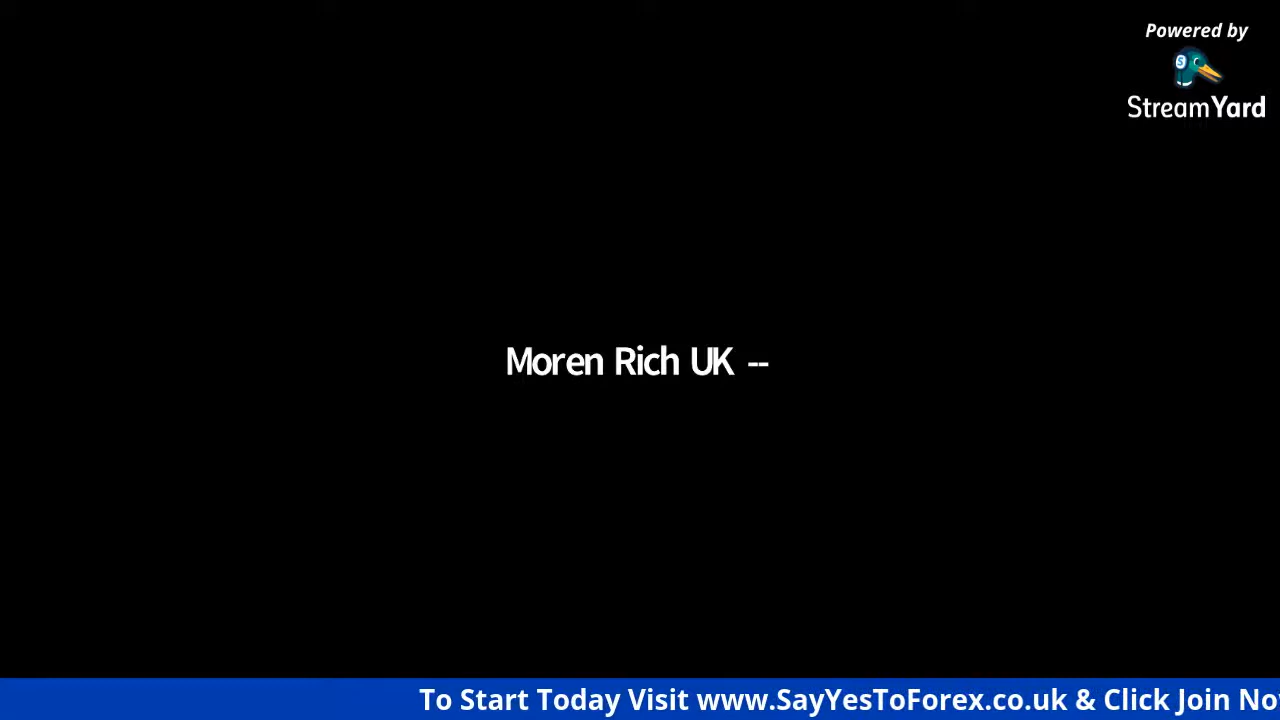 Powered by
S
StreamYard
Moren Rich UK --
To Start Today Visit www.SayYesToForex.co.uk & Click Join No